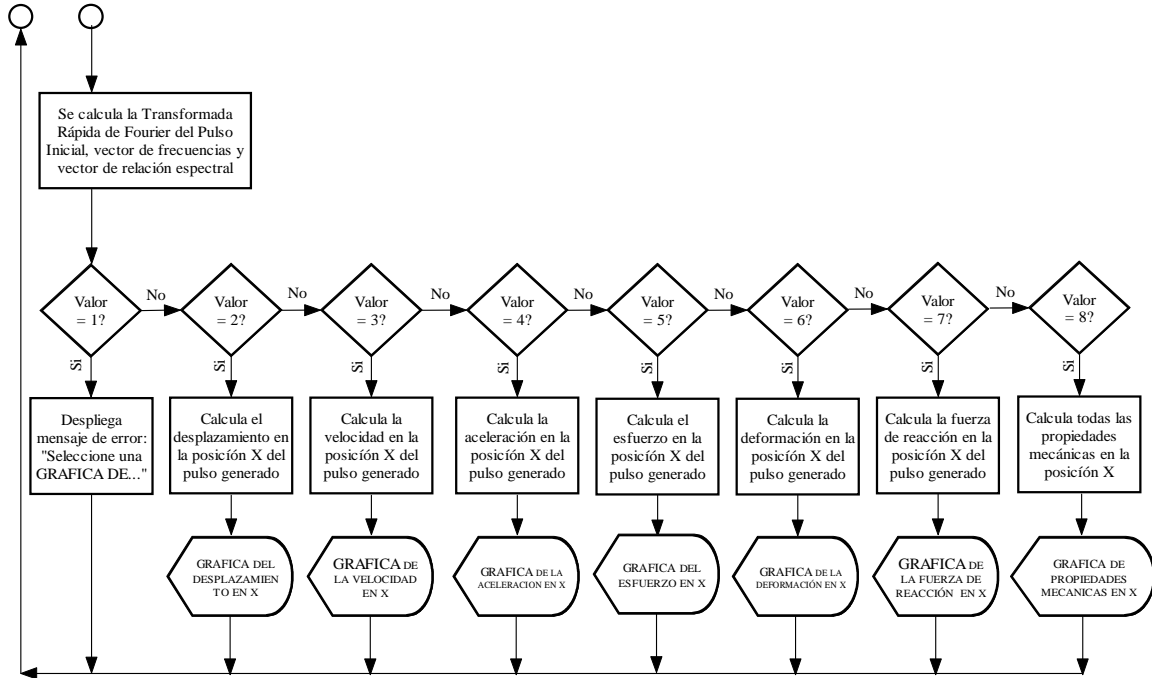 Se calcula la Transformada
Rápida de Fourier del Pulso
Inicial, vector de frecuencias y
vector de relación espectral
Valor
= 1?
No
Valor
= 2?
No
Valor
= 3?
No
Valor
= 4?
No
Valor
= 5?
No
Valor
= 6?
No
Valor
= 7?
No
Valor
= 8?
Si
Si
Si
Si
Si
Si
Si
Si
Despliega
mensaje de error:
"Seleccione una
GRAFICA DE..."
Calcula el
desplazamiento en
la posición X del
pulso generado
Calcula la
velocidad en la
posición X del
pulso generado
Calcula la
aceleración en la
posición X del
pulso generado
Calcula el
esfuerzo en la
posición X del
pulso generado
Calcula la
deformación en la
posición X del
pulso generado
Calcula la fuerza
de reacción en la
posición X del
pulso generado
Calcula todas las
propiedades
mecánicas en la
posición X
GRAFICA DEL
DESPLAZAMIEN
TO EN X
GRAFICA DE
LA VELOCIDAD
EN X
GRAFICA DE LA
ACELERACION EN X
GRAFICA DEL
ESFUERZO EN X
GRAFICA DE LA
DEFORMACIÓN EN X
GRAFICA DE
LA FUERZA DE
REACCIÓN EN X
GRAFICA DE
PROPIEDADES
MECANICAS EN X